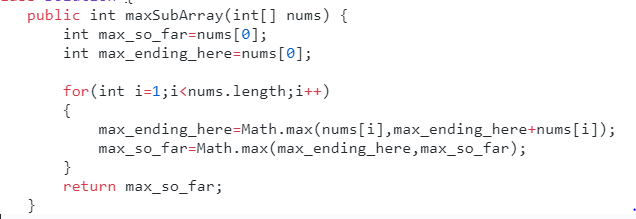 public int maxSubArray(int[] nums) {
int max_so_far=nums[0];
int max_ending_here=nums[0];
for(int i=1;i<nums.length;i++)
{
max_ending_here=Math.max(nums[i],max_ending_here+nums[i]);
max_so_far=Math.max(max_ending_here,max_so_far);
}
return max_so_far;
}